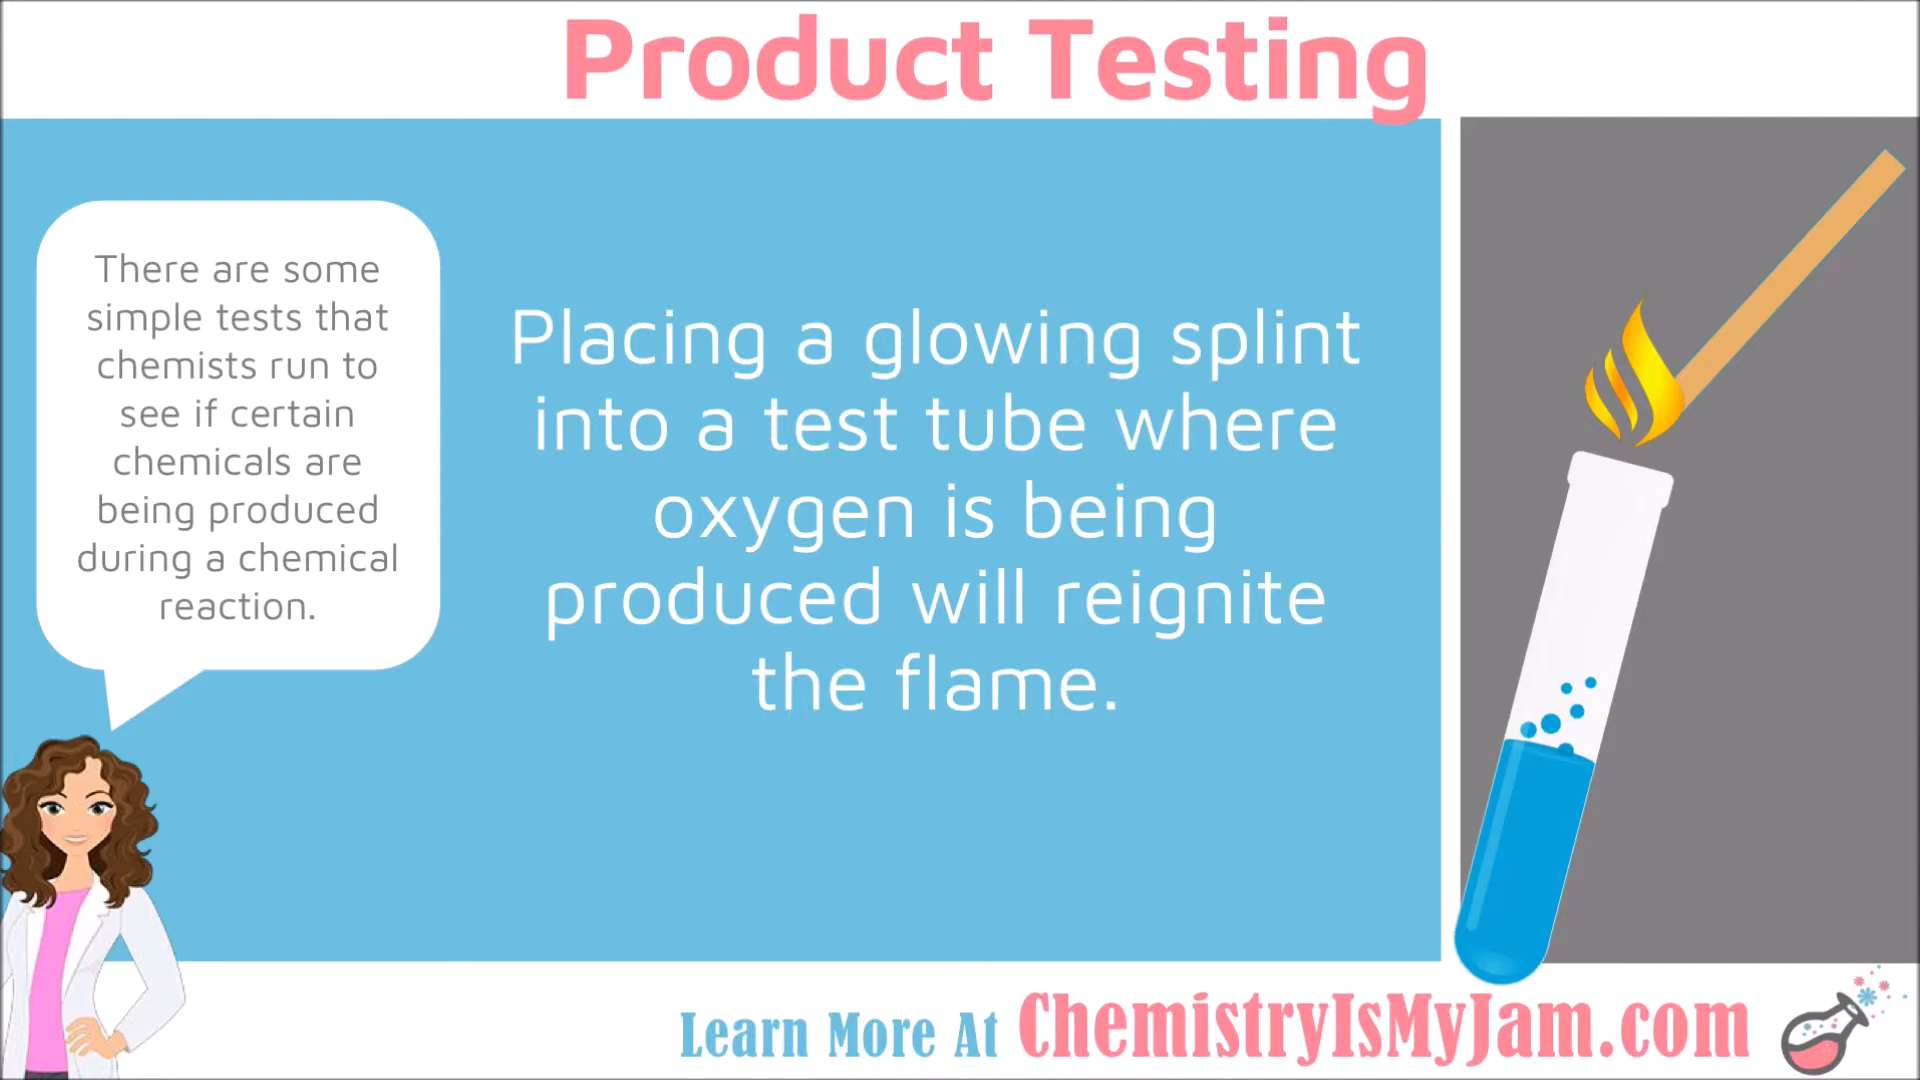 Product Testing
There are some
simple tests that
chemists run to
see if certain
chemicals are
being produced
during a chemical
reaction.
Placing a glowing splint
into a test tube where
oxygen is being
produced will reignite
the flame.
Learn More At ChemistryIsMyJam.com